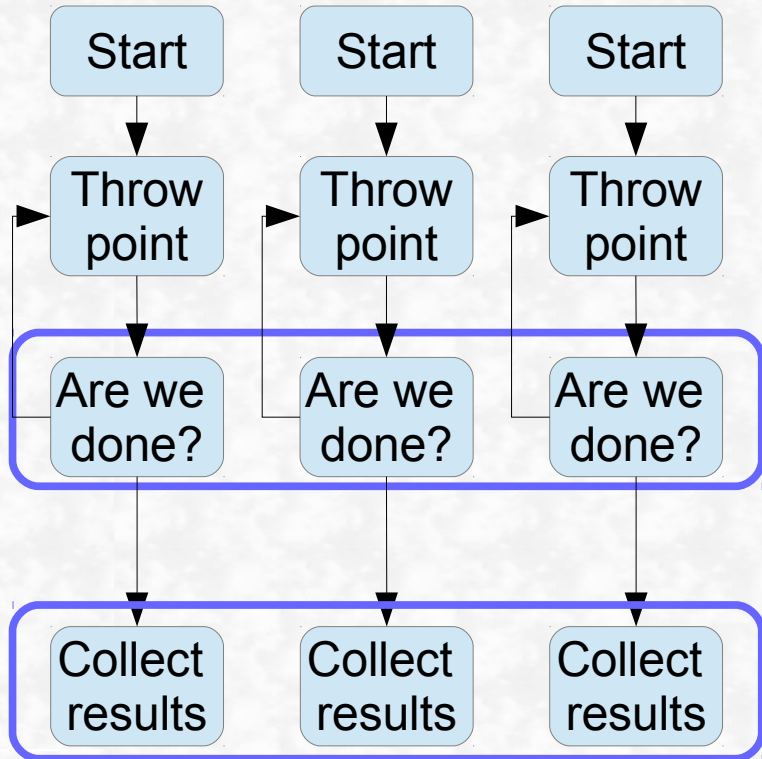 Start
Start
Start
Throw
point
Throw
point
Throw
point
Are we
done?
Are we
done?
Are we
done?
Collect
results
Collect
results
Collect
results